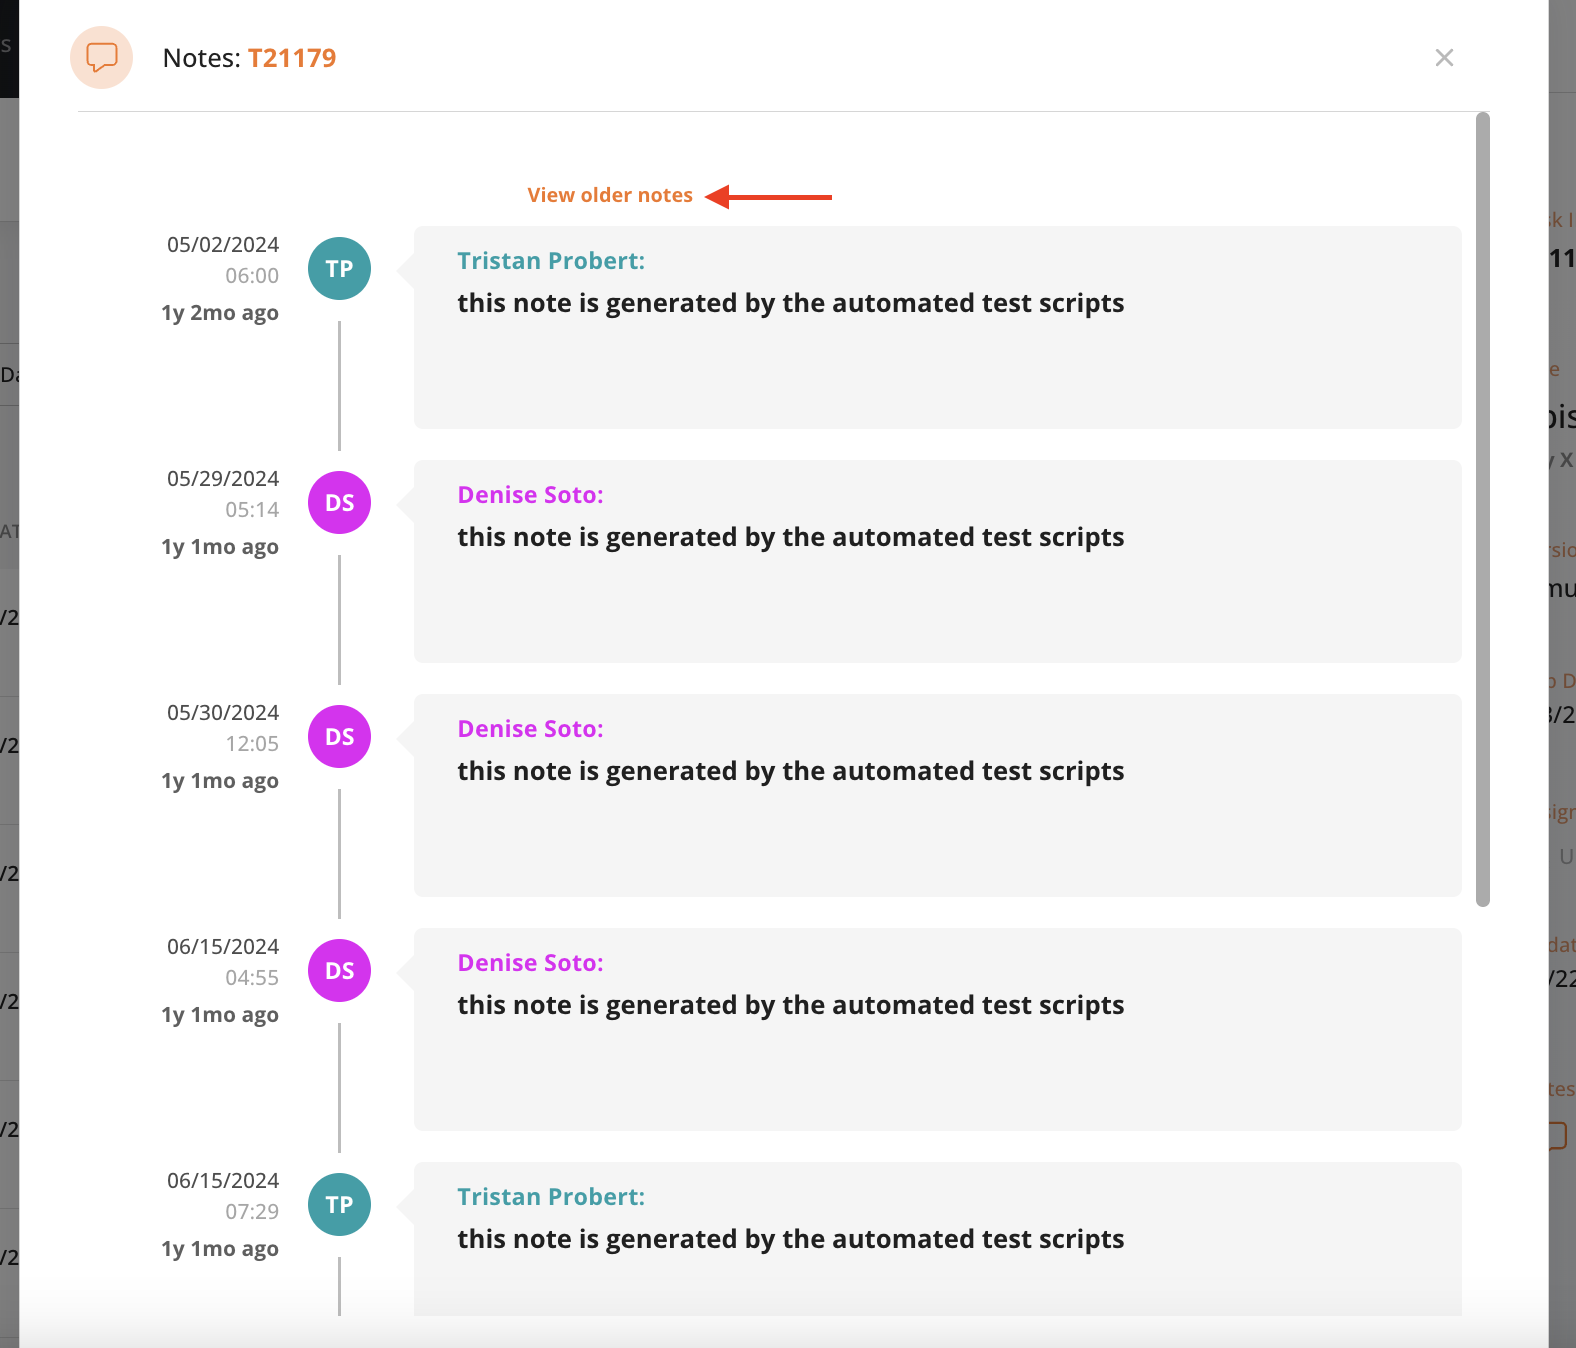 Notes: T21179
View older notes
05/02/2024
06:00
1y 2mo ago
TP
Tristan Probert:
this note is generated by the automated test scripts
05/29/2024
05:14
1y 1mo ago
DS
Denise Soto:
this note is generated by the automated test scripts
05/30/2024
12:05
1y 1mo ago
DS
Denise Soto:
this note is generated by the automated test scripts
06/15/2024
04:55
1y 1mo ago
DS
Denise Soto:
this note is generated by the automated test scripts
06/15/2024
07:29
1y 1mo ago
TP
Tristan Probert:
this note is generated by the automated test scripts